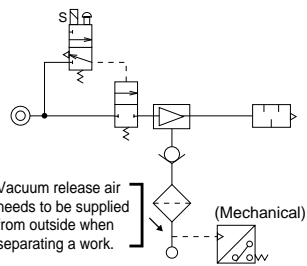 S
Vacuum release air
needs to be supplied
from outside when
separating a work.
(Mechanical)